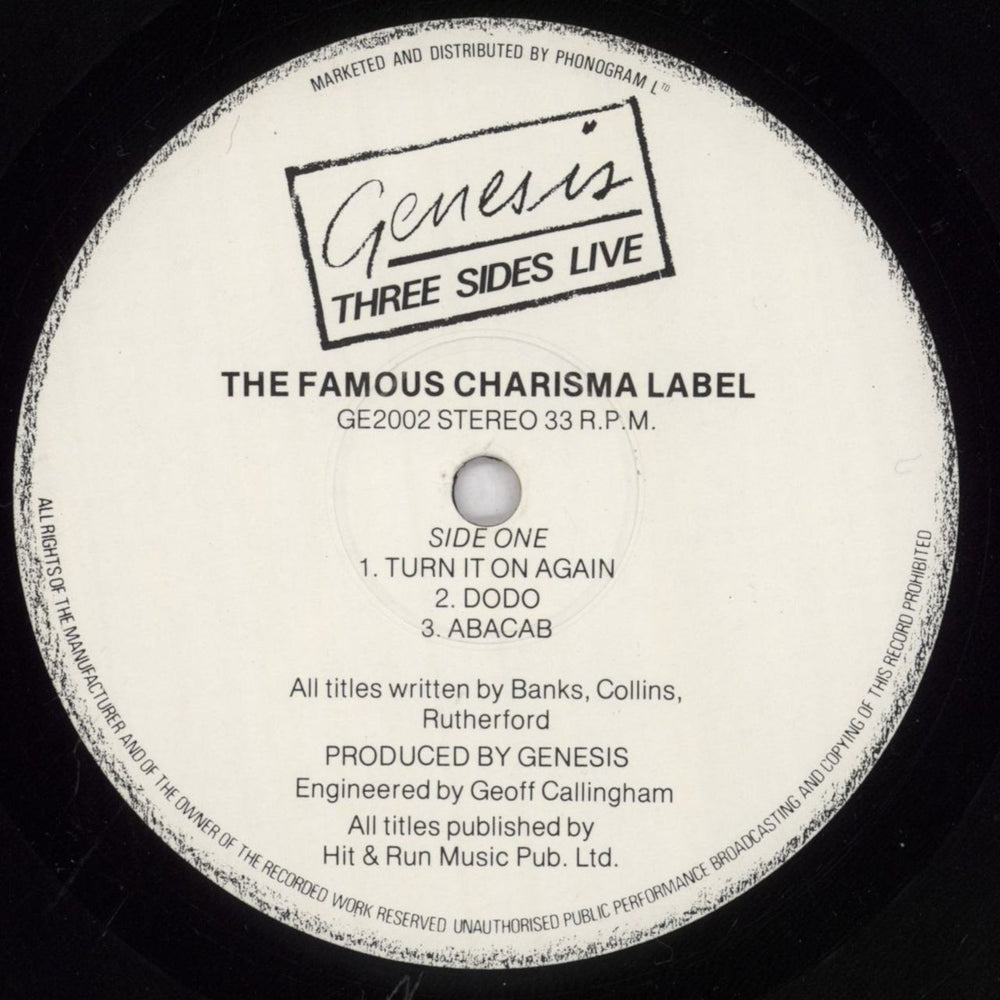 MARKETED AND DISTRIBUTED BY PHONOGRAM LTD.
Genesis
THREE SIDES LIVE
THE FAMOUS CHARISMA LABEL
GE2002 STEREO 33 R.P.M.
SIDE ONE
1. TURN IT ON AGAIN
2. DODO
3. ABACAB
All titles written by Banks, Collins,
Rutherford
PRODUCED BY GENESIS
Engineered by Geoff Callingham
All titles published by
Hit & Run Music Pub. Ltd.
ALL RIGHTS OF THE MANUFACTURER AND OF THE OWNER OF THE RECORDED WORK RESERVED UNAUTHORISED PUBLIC PERFORMANCE BROADCASTING AND COPYING OF THIS RECORD PROHIBITED